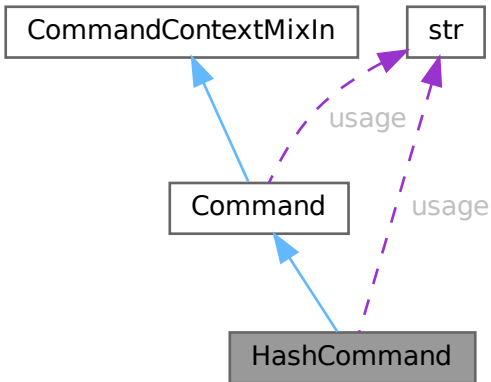 CommandContextMixIn
str
usage
Command
usage
HashCommand